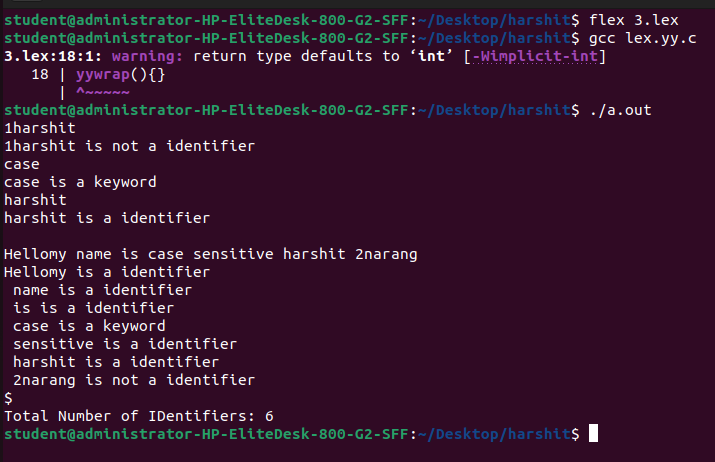 student@administrator-HP-EliteDesk-800-G2-SFF:~/Desktop/harshit$ flex 3.lex
student@administrator-HP-EliteDesk-800-G2-SFF:~/Desktop/harshit$ gcc lex.yy.c
3.lex:18:1: warning: return type defaults to ‘int’ [-Wimplicit-int]
   18 | yywrap(){}
      | ^~~~~~
student@administrator-HP-EliteDesk-800-G2-SFF:~/Desktop/harshit$ ./a.out
1harshit
1harshit is not a identifier
case
case is a keyword
harshit
harshit is a identifier

Hellomy name is case sensitive harshit 2narang
Hellomy is a identifier
 name is a identifier
 is is a identifier
 case is a keyword
 sensitive is a identifier
 harshit is a identifier
 2narang is not a identifier
$
Total Number of IDentifiers: 6
student@administrator-HP-EliteDesk-800-G2-SFF:~/Desktop/harshit$